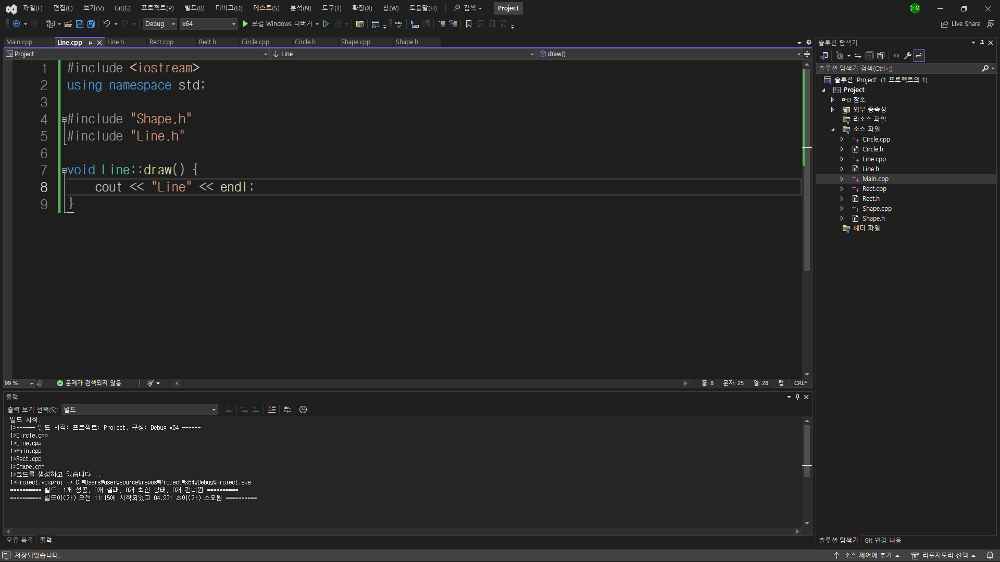 파일(F) 편집(E) 보기(V) Git(G) 프로젝트(P) 빌드(B) 디버그(D) 테스트(S) 분석(N) 도구(T) 확장(X) 창(W) 도움말(H) 검색 Project 순이
Debug x64 로컬 Windows 디버거 Live Share
Main.cpp Line.cpp Line.h Rect.cpp Rect.h Circle.cpp Circle.h Shape.cpp Shape.h
Project Line draw()
1 #include <iostream>
2 using namespace std;
3
4 #include "Shape.h"
5 #include "Line.h"
6
7 void Line::draw() {
8 cout << "Line" << endl;
9 }
99 % 문제가 검색되지 않음 줄: 8 문자: 25 열: 28 탭 CRLF
출력
출력 보기 선택(S): 빌드
빌드 시작...
1>------ 빌드 시작: 프로젝트: Project, 구성: Debug x64 ------
1>Circle.cpp
1>Line.cpp
1>Main.cpp
1>Rect.cpp
1>Shape.cpp
1>코드를 생성하고 있습니다...
1>Project.vcxproj -> C:₩Users₩user₩source₩repos₩Project₩x64₩Debug₩Project.exe
========== 빌드: 1개 성공, 0개 실패, 0개 최신 상태, 0개 건너뜀 ==========
========== 빌드이(가) 오전 11:15에 시작되었고 04.231 초이(가) 소요됨 ==========
오류 목록 출력
솔루션 탐색기
솔루션 탐색기 검색(Ctrl+;)
솔루션 'Project' (1 프로젝트의 1)
Project
참조
외부 종속성
리소스 파일
소스 파일
Circle.cpp
Circle.h
Line.cpp
Line.h
Main.cpp
Rect.cpp
Rect.h
Shape.cpp
Shape.h
헤더 파일
솔루션 탐색기 Git 변경 내용
저장되었습니다. 소스 제어에 추가 리포지토리 선택